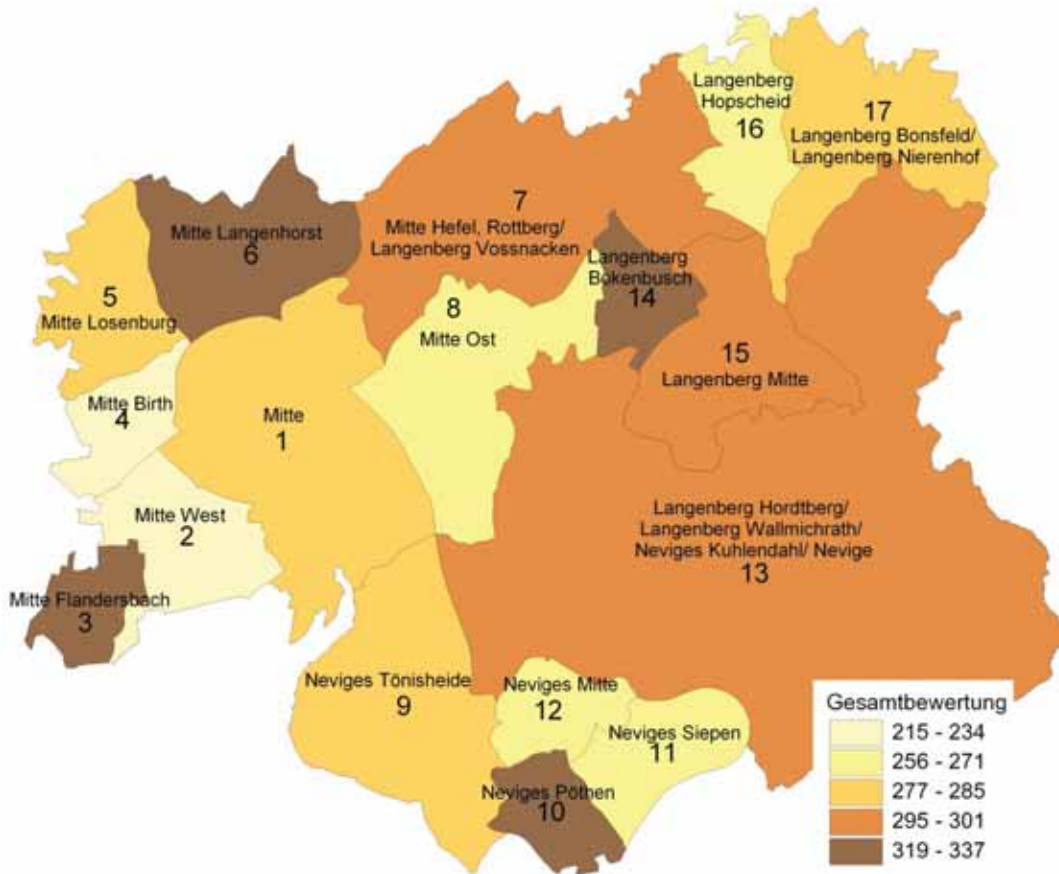 Langenberg
Hopscheid
16
17
Langenberg Bonsfeld/
Langenberg Nierenhof
7
Mitte Hefel, Rottberg/
Langenberg Vossnacken
Mitte Langenhorst
6
Langenberg
Bökenbusch
14
5
Mitte Losenburg
8
Mitte Ost
15
Langenberg Mitte
Mitte Birth
4
Mitte
1
Mitte West
2
Langenberg Hordtberg/
Langenberg Wallmichrath/
Neviges Kuhlendahl/ Nevige
13
Mitte Flandersbach
3
Neviges Tönisheide
9
Neviges Mitte
12
Neviges Siepen
11
Neviges Pöthen
10
Gesamtbewertung
215 - 234
256 - 271
277 - 285
295 - 301
319 - 337